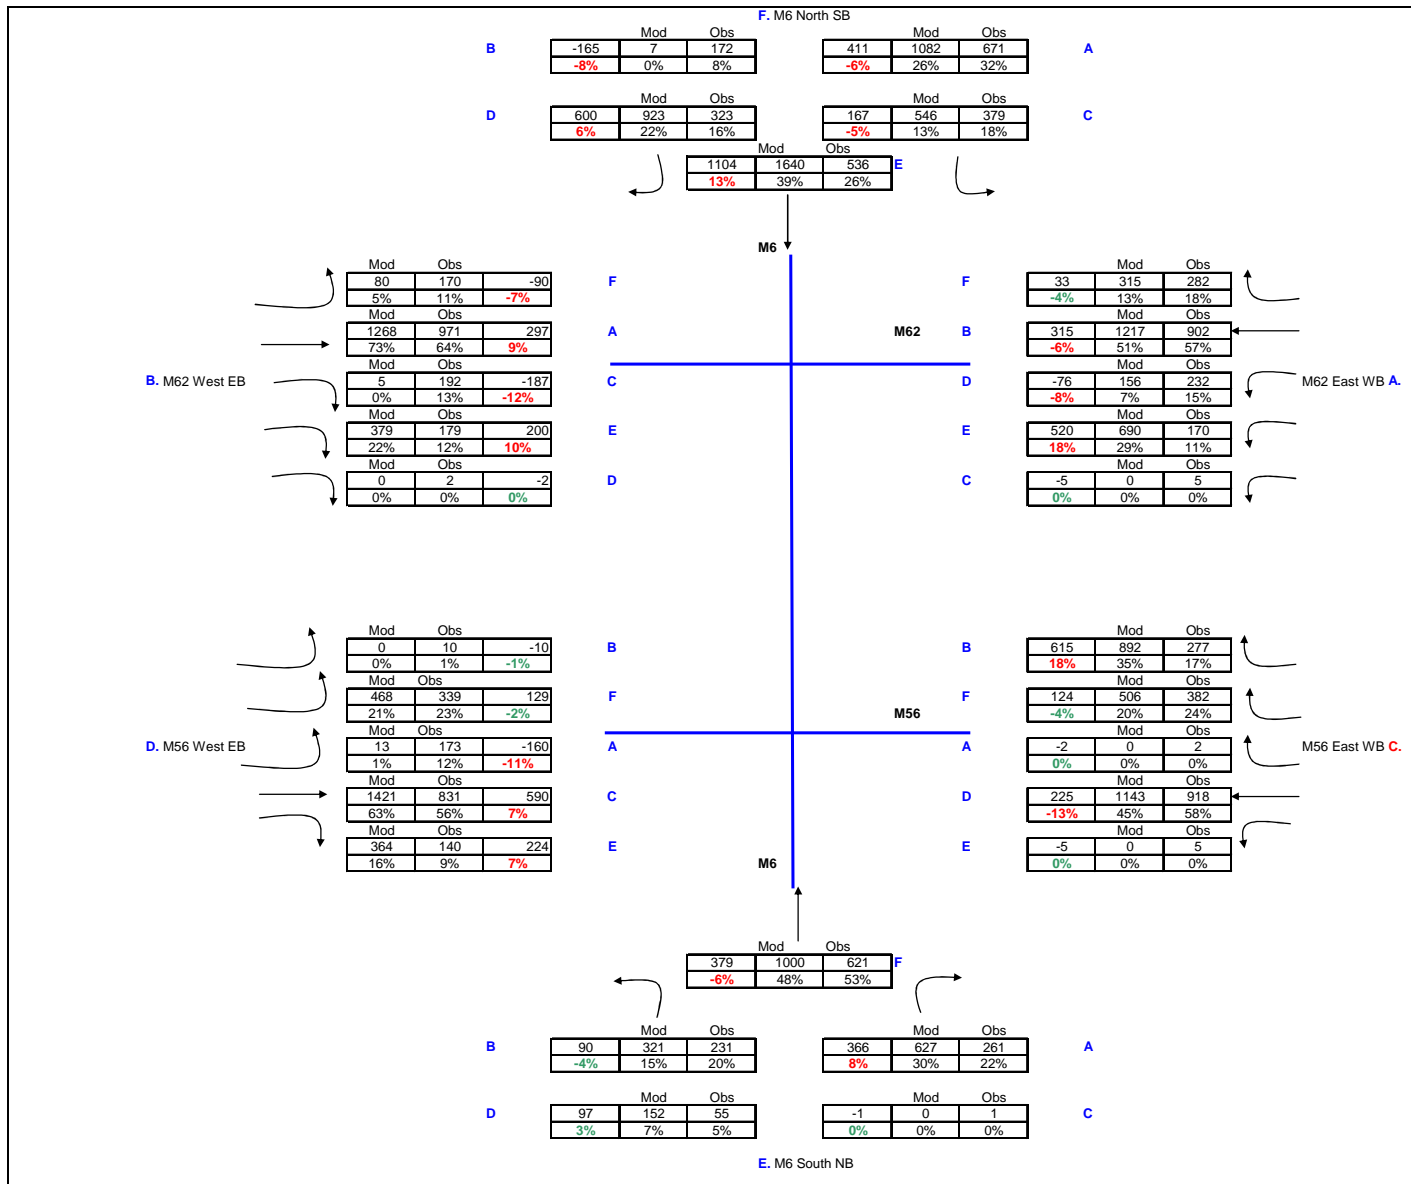 F. M6 North SB
Mod Obs Mod Obs
B -165 7 172 411 1082 671 A
-8% 0% 8% -6% 26% 32%
Mod Obs Mod Obs
D 600 923 323 167 546 379 C
6% 22% 16% -5% 13% 18%
Mod Obs
1104 1640 536 E
13% 39% 26%
M6
Mod Obs Mod Obs
80 170 -90 F F 33 315 282
5% 11% -7% -4% 13% 18%
Mod Obs Mod Obs
1268 971 297 A M62 B 315 1217 902
73% 64% 9% -6% 51% 57%
Mod Obs Mod Obs
B. M62 West EB 5 192 -187 C D -76 156 232 M62 East WB A.
0% 13% -12% -8% 7% 15%
Mod Obs Mod Obs
379 179 200 E E 520 690 170
22% 12% 10% 18% 29% 11%
Mod Obs Mod Obs
0 2 -2 D C -5 0 5
0% 0% 0% 0% 0% 0%
Mod Obs Mod Obs
0 10 -10 B B 615 892 277
0% 1% -1% 18% 35% 17%
Mod Obs Mod Obs
468 339 129 F F 124 506 382
21% 23% -2% M56 -4% 20% 24%
Mod Obs Mod Obs
D. M56 West EB 13 173 -160 A A -2 0 2 M56 East WB C.
1% 12% -11% 0% 0% 0%
Mod Obs Mod Obs
1421 831 590 C D 225 1143 918
63% 56% 7% -13% 45% 58%
Mod Obs Mod Obs
364 140 224 E E -5 0 5
16% 9% 7% M6 0% 0% 0%
Mod Obs
379 1000 621 F
-6% 48% 53%
Mod Obs Mod Obs
B 90 321 231 366 627 261 A
-4% 15% 20% 8% 30% 22%
Mod Obs Mod Obs
D 97 152 55 -1 0 1 C
3% 7% 5% 0% 0% 0%
E. M6 South NB